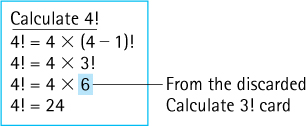 Calculate 4!
4! = 4 × (4 − 1)!
4! = 4 × 3!
4! = 4 × 6
4! = 24
From the discarded
Calculate 3! card